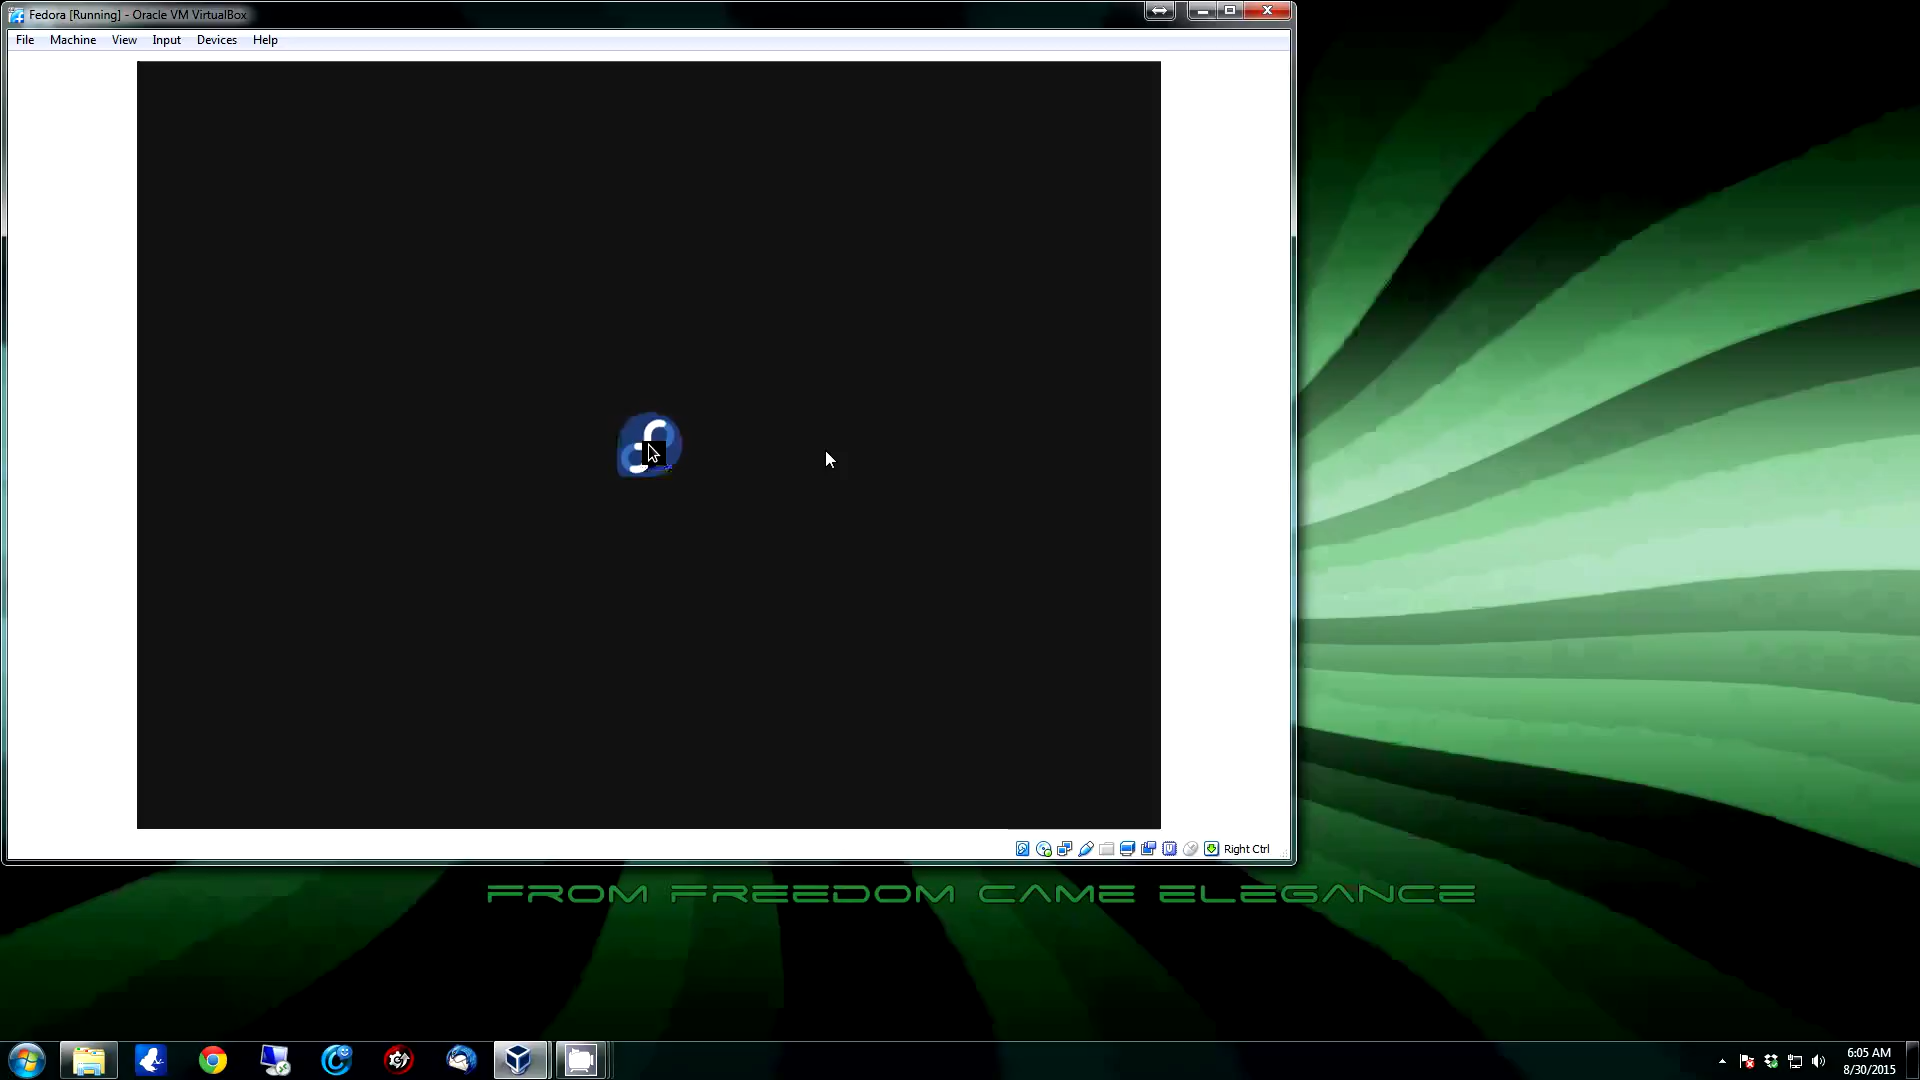 Fedora [Running] - Oracle VM VirtualBox
File Machine View Input Devices Help
Right Ctrl
FROM FREEDOM CAME ELEGANCE
6:05 AM
8/30/2015